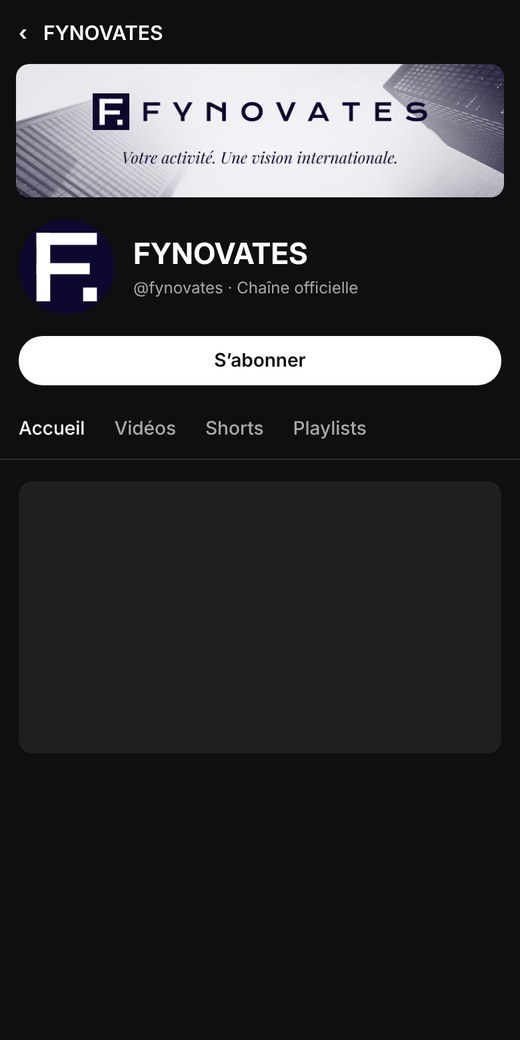 ‹ FYNOVATES
F. FYNOVATES
Votre activité. Une vision internationale.
F.
FYNOVATES
@fynovates · Chaîne officielle
S’abonner
Accueil Vidéos Shorts Playlists